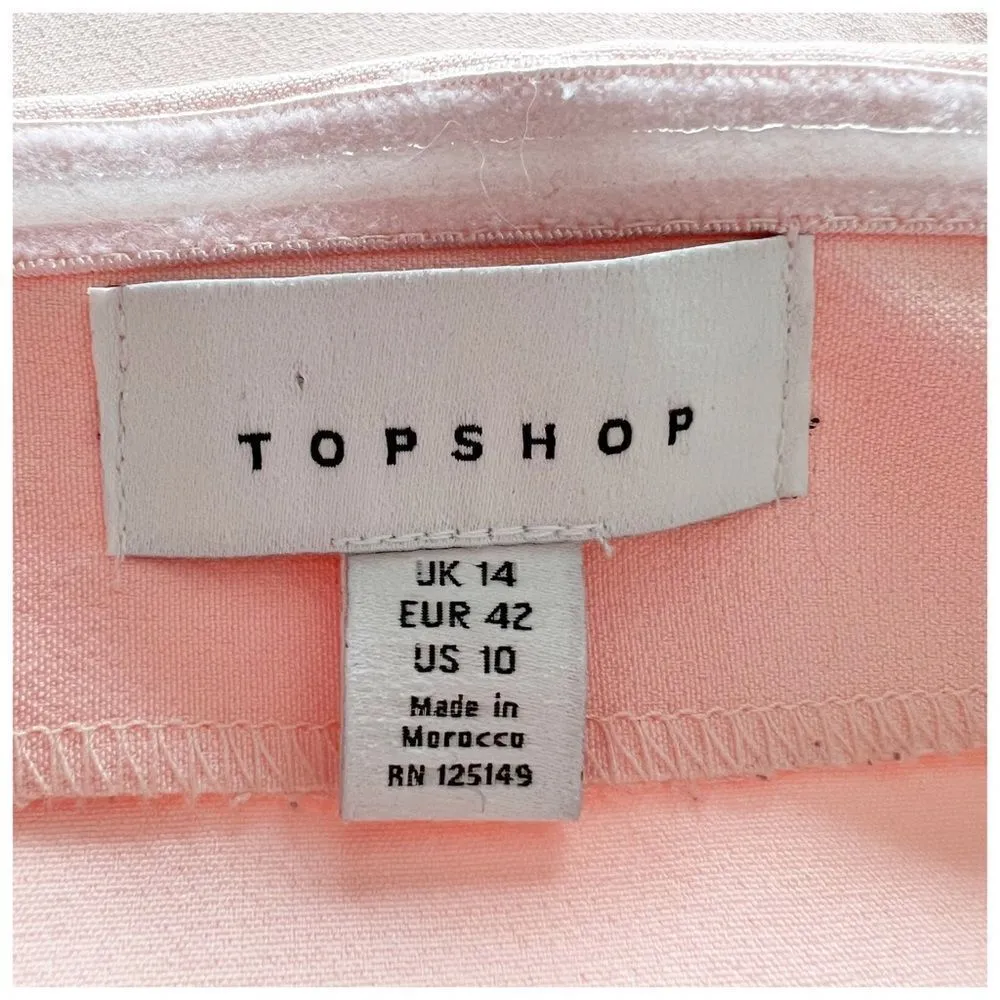 TOPSHOP
UK 14
EUR 42
US 10
Made in
Morocco
RN 125149